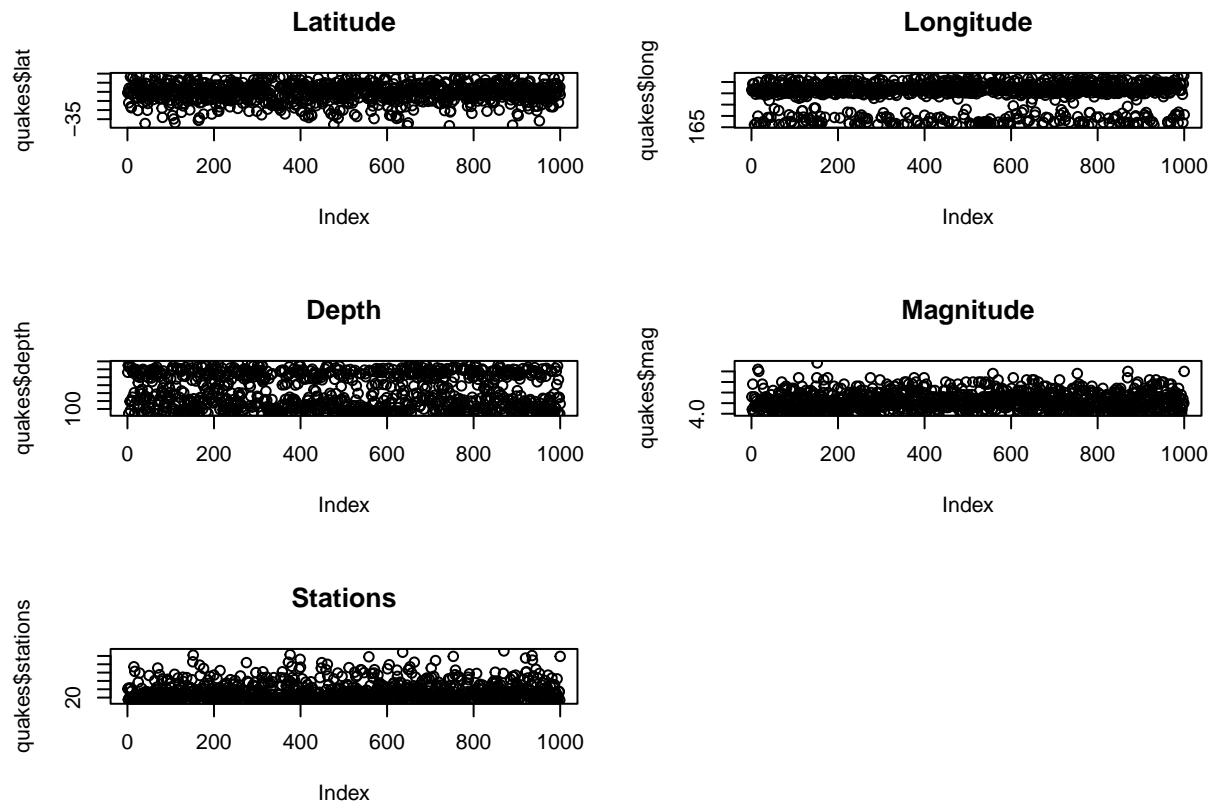 Latitude
quakes$lat
−35
0 200 400 600 800 1000
Index
Longitude
quakes$long
165
0 200 400 600 800 1000
Index
Depth
quakes$depth
100
0 200 400 600 800 1000
Index
Magnitude
quakes$mag
4.0
0 200 400 600 800 1000
Index
Stations
quakes$stations
20
0 200 400 600 800 1000
Index